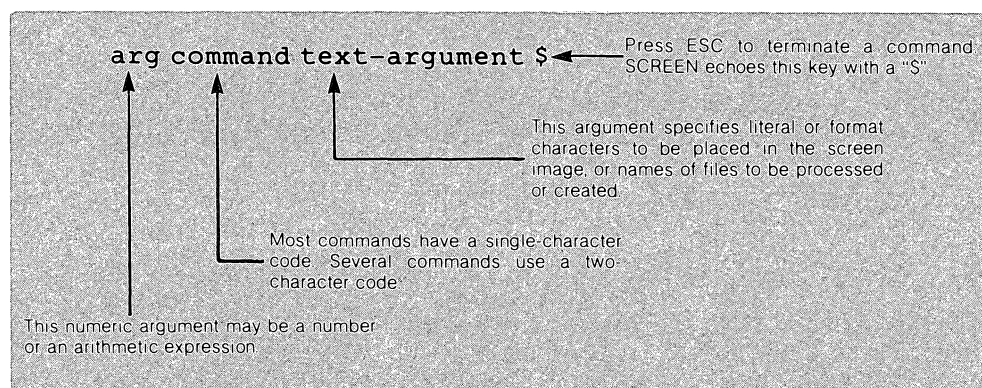 arg command text-argument $
Press ESC to terminate a command.
SCREEN echoes this key with a "$"
This argument specifies literal or format
characters to be placed in the screen
image, or names of files to be processed
or created.
Most commands have a single-character
code. Several commands use a two-
character code.
This numeric argument may be a number
or an arithmetic expression